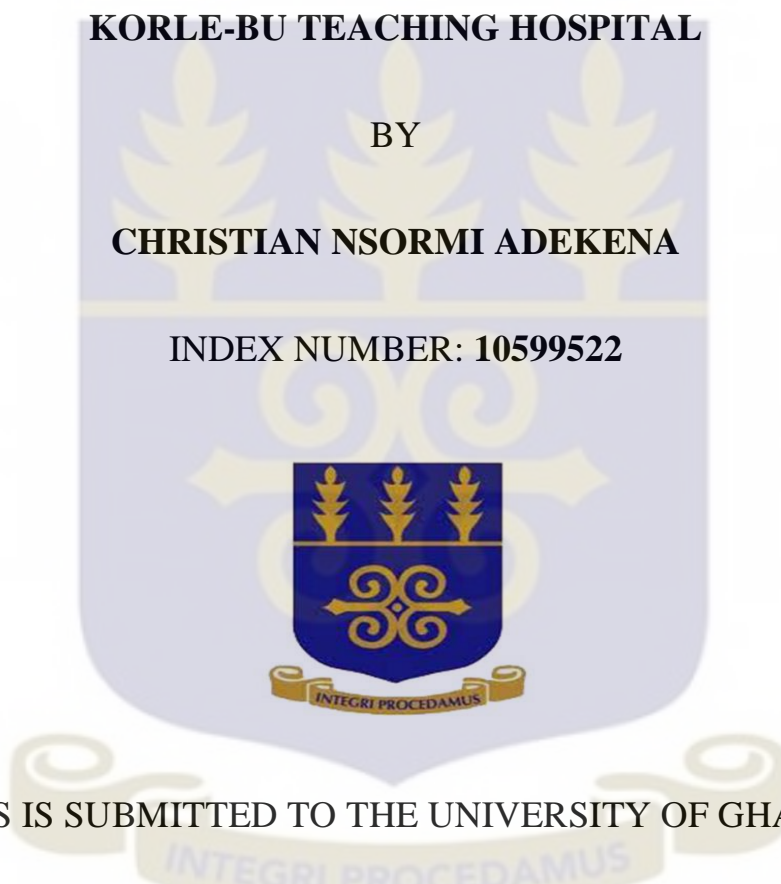 KORLE-BU TEACHING HOSPITAL
BY
CHRISTIAN NSORMI ADEKENA
INDEX NUMBER: 10599522
INTEGRI PROCEDAMUS
S IS SUBMITTED TO THE UNIVERSITY OF GHA
INTEGRI PROCEDAMUS